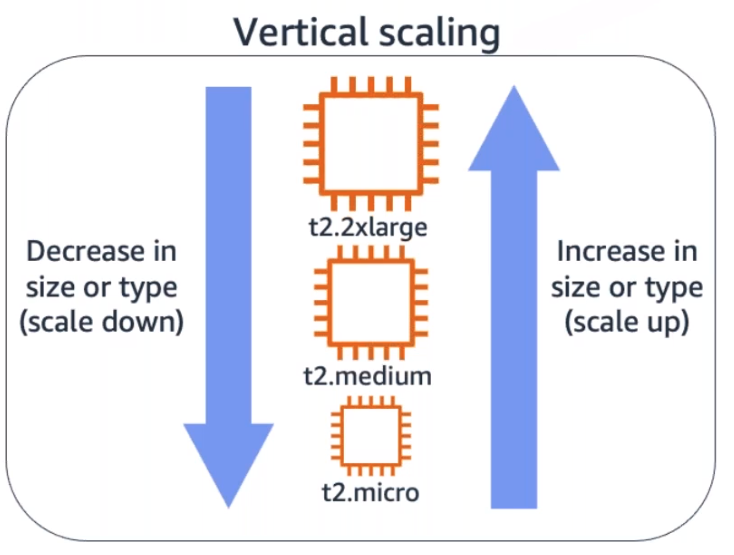 Vertical scaling
t2.2xlarge
Decrease in
size or type
(scale down)
Increase in
size or type
(scale up)
t2.medium
t2.micro